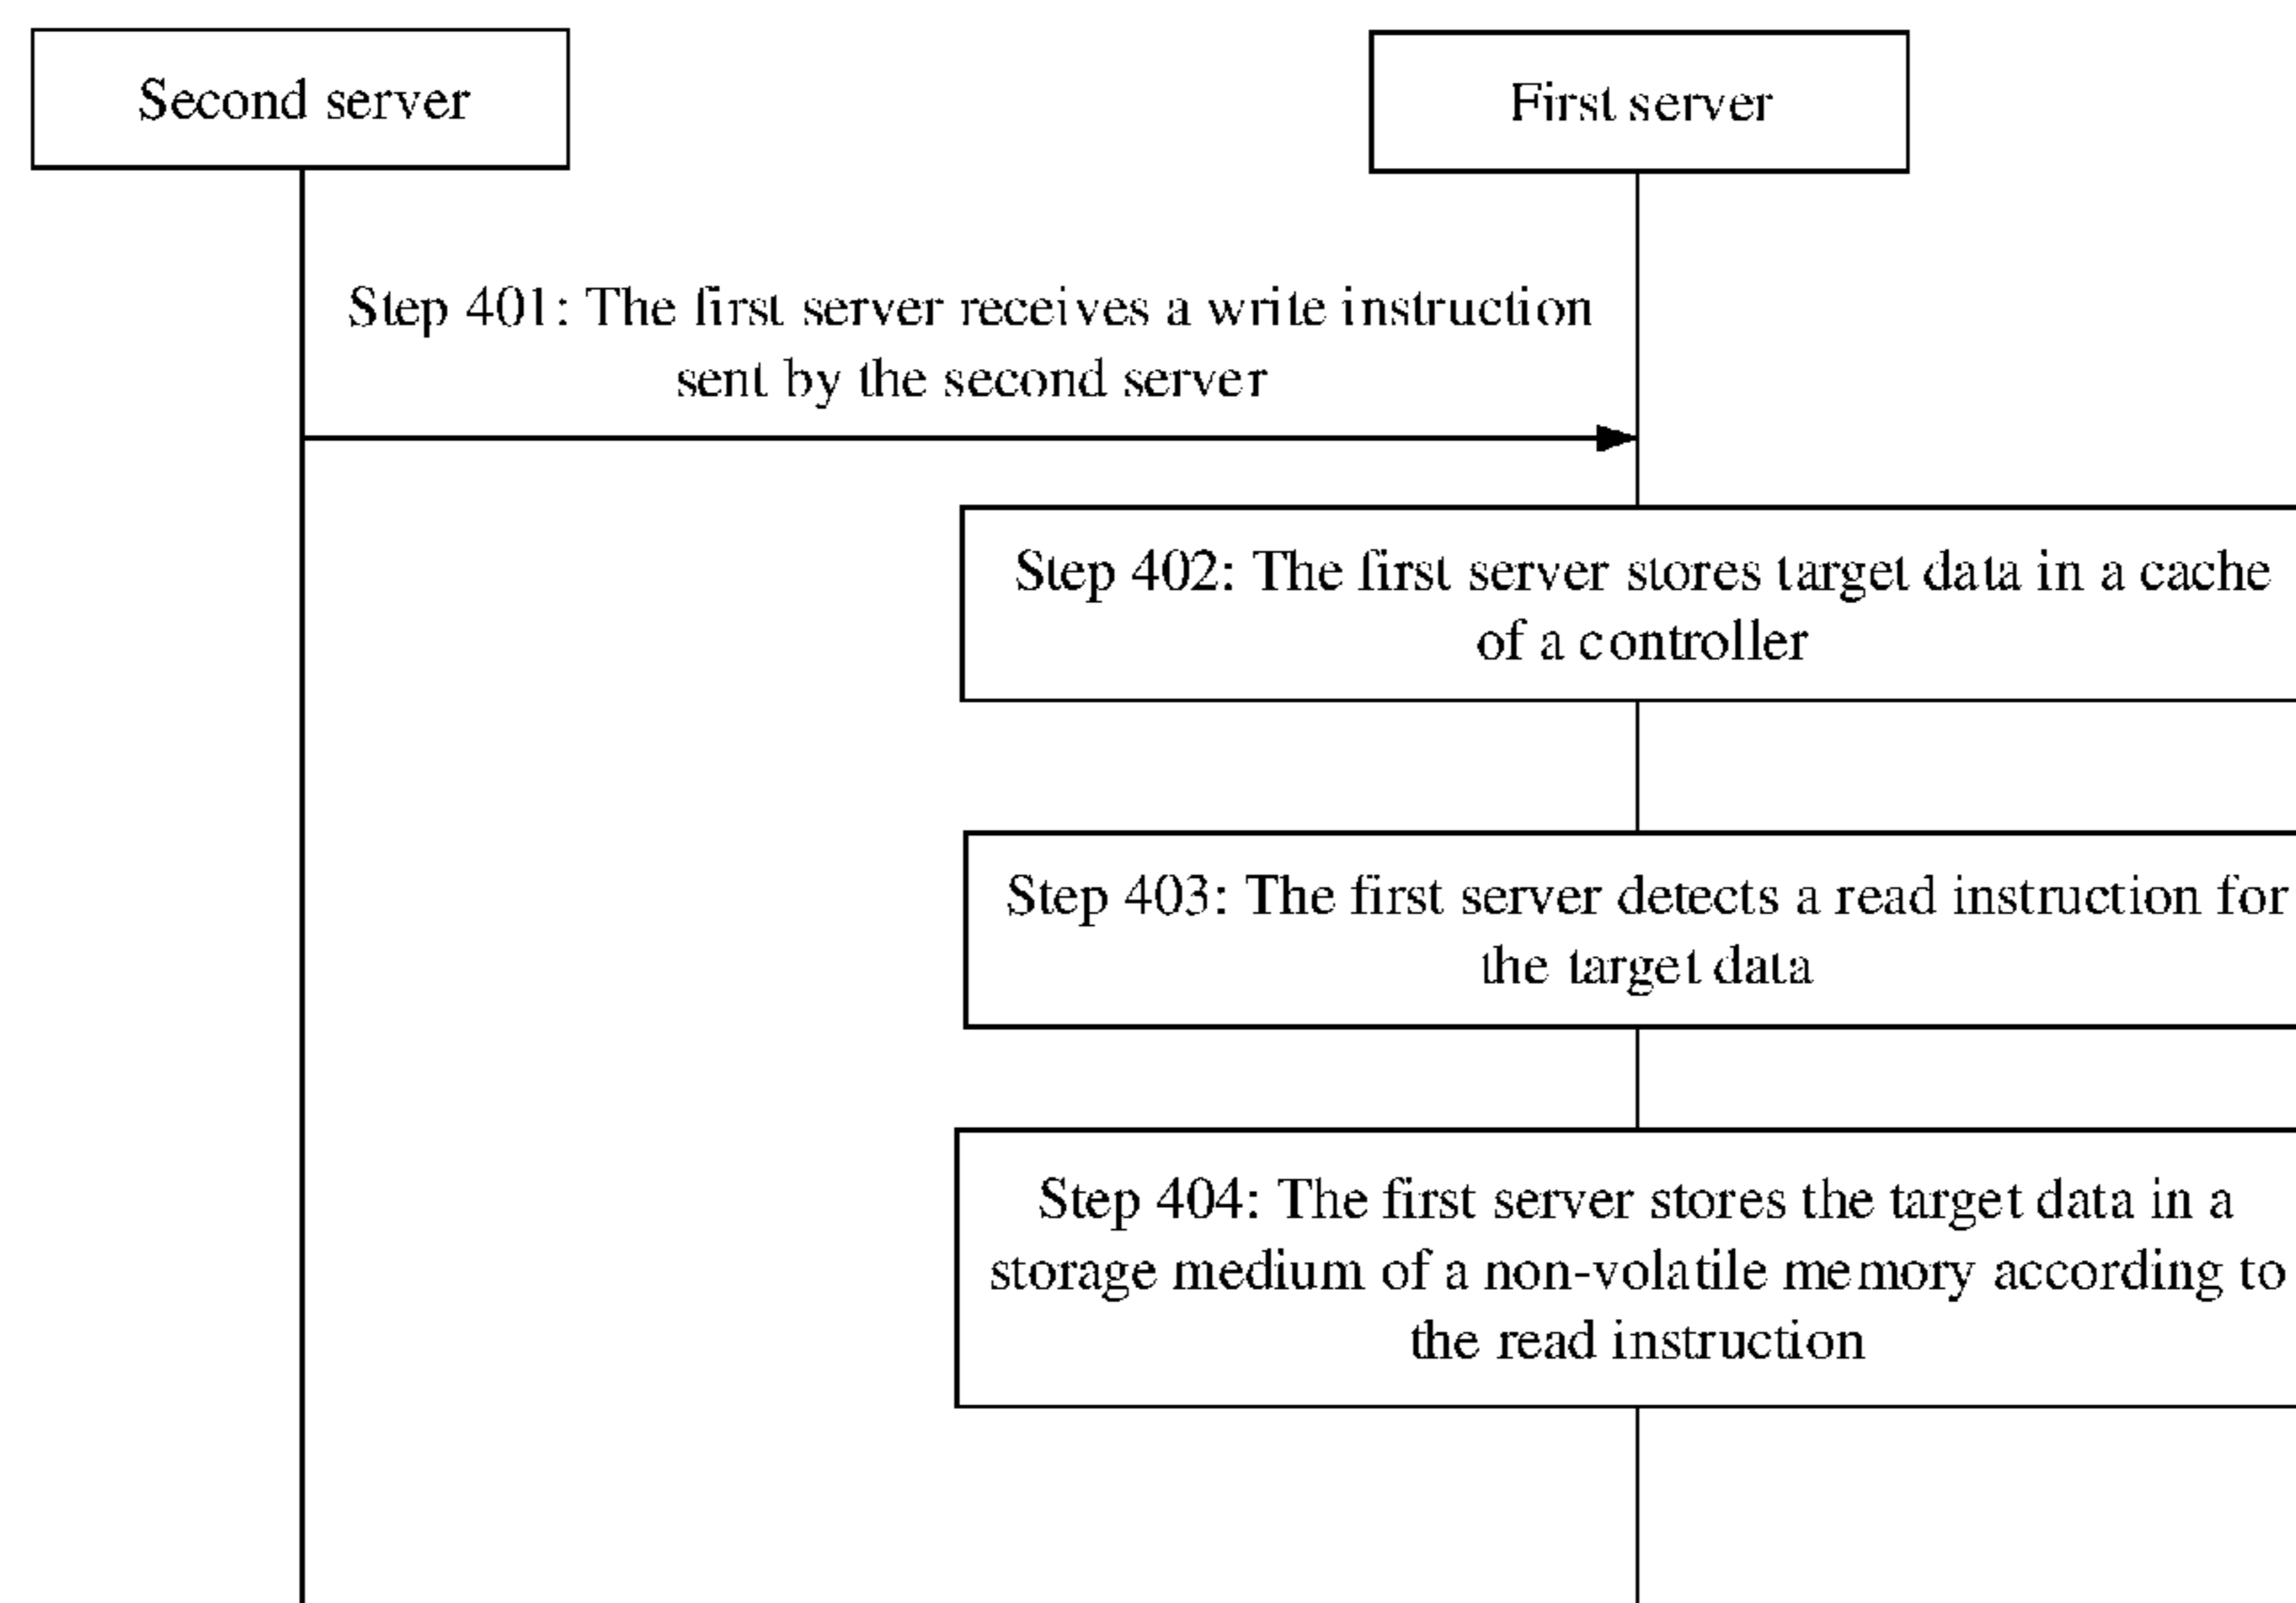 Second server
First server
Step 401: The first server receives a write instruction
sent by the second server
Step 402: The first server stores target data in a cache
of a controller
Step 403: The first server detects a read instruction for
the target data
Step 404: The first server stores the target data in a
storage medium of a non-volatile memory according to
the read instruction